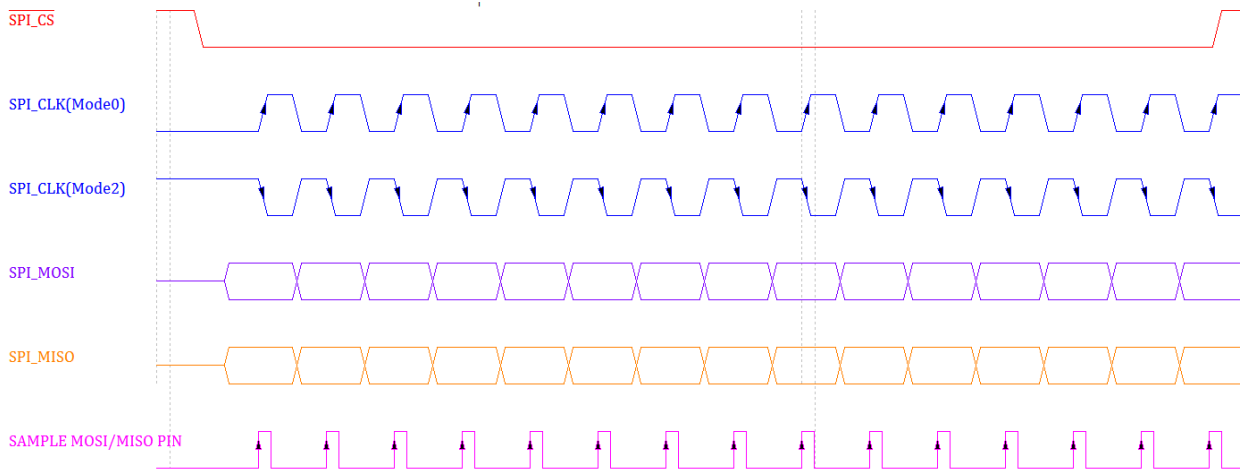 SPI_CS
SPI_CLK(Mode0)
SPI_CLK(Mode2)
SPI_MOSI
SPI_MISO
SAMPLE MOSI/MISO PIN